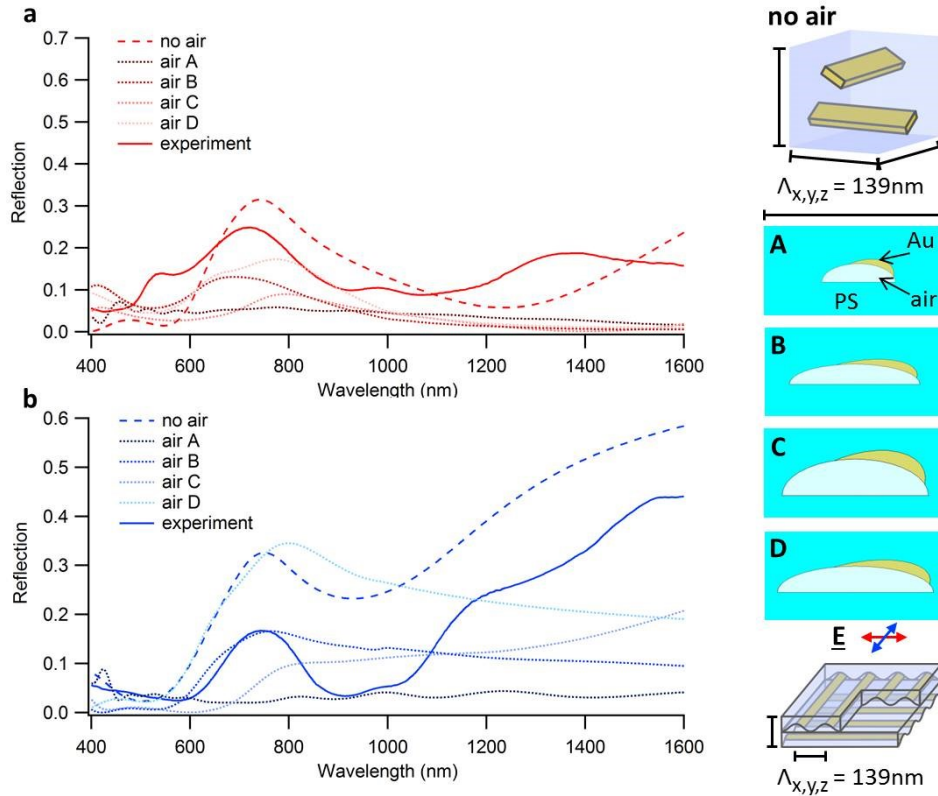 a
0.7
0.6
0.5
0.4
0.3
0.2
0.1
0.0
Reflection
no air
air A
air B
air C
air D
experiment
400 600 800 1000 1200 1400 1600
Wavelength (nm)
b
0.6
0.5
0.4
0.3
0.2
0.1
0.0
Reflection
no air
air A
air B
air C
air D
experiment
400 600 800 1000 1200 1400 1600
Wavelength (nm)
no air
Λx,y,z = 139nm
A
Au
PS
air
B
C
D
E
Λx,y,z = 139nm